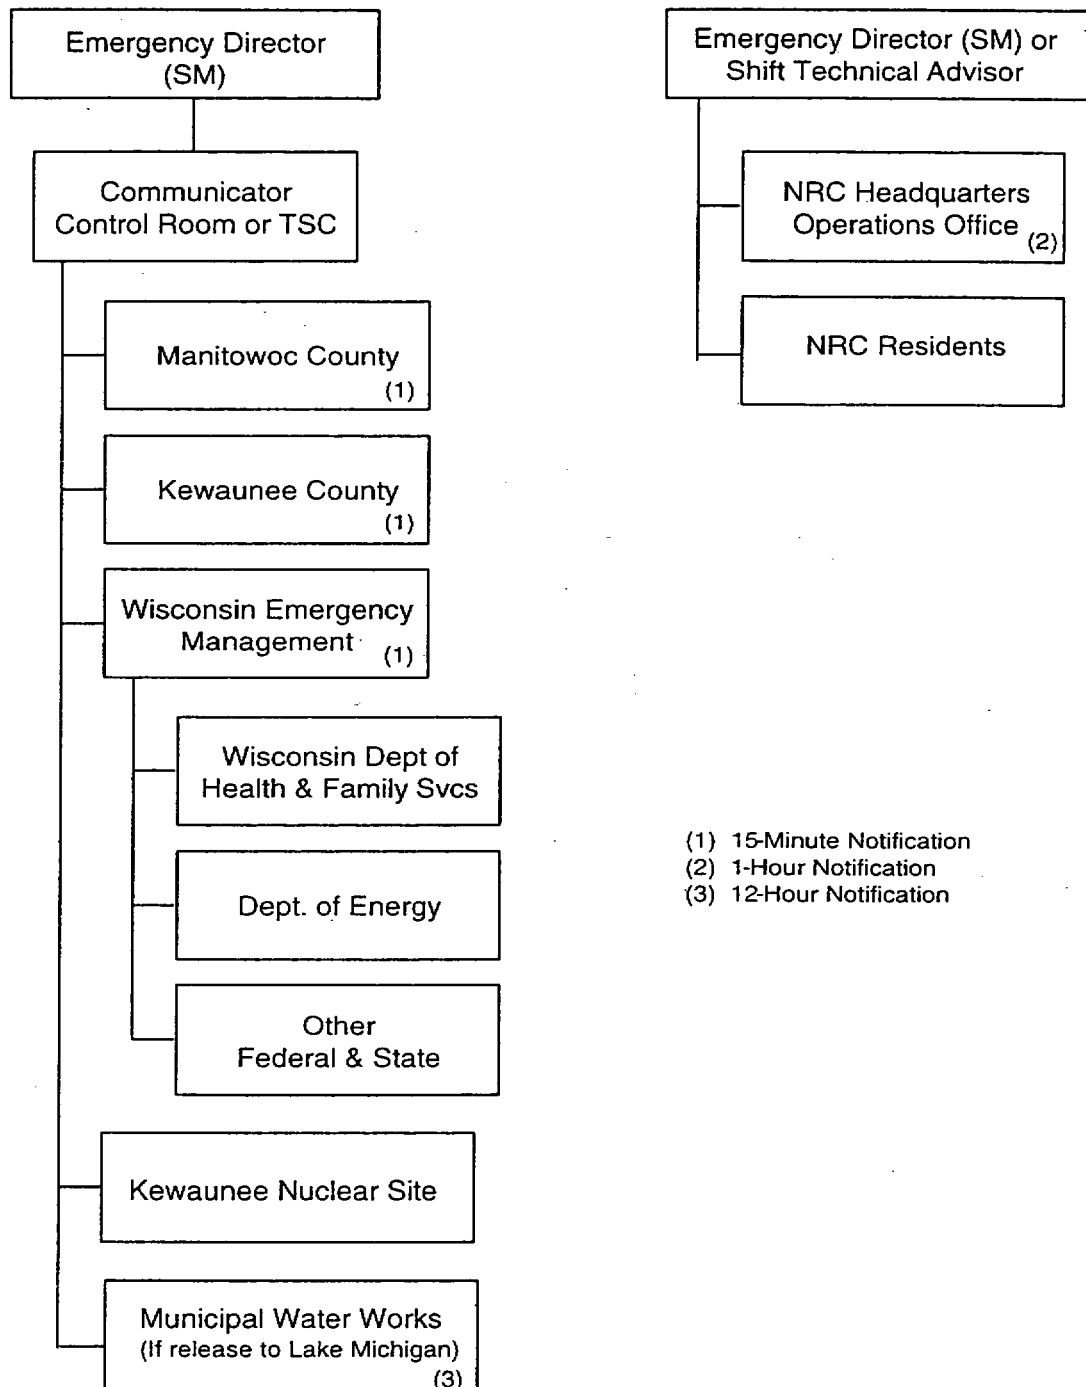 Emergency Director
(SM)
Communicator
Control Room or TSC
Manitowoc County
(1)
Kewaunee County
(1)
Wisconsin Emergency
Management
(1)
Wisconsin Dept of
Health & Family Svcs
Dept. of Energy
Other
Federal & State
Kewaunee Nuclear Site
Municipal Water Works
(If release to Lake Michigan)
(3)
Emergency Director (SM) or
Shift Technical Advisor
NRC Headquarters
Operations Office
(2)
NRC Residents
(1) 15-Minute Notification
(2) 1-Hour Notification
(3) 12-Hour Notification